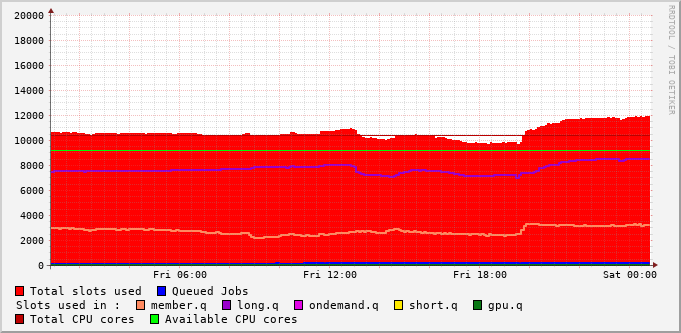 20000
18000
16000
14000
12000
10000
8000
6000
4000
2000
0
Fri 06:00 Fri 12:00 Fri 18:00 Sat 00:00
RRDTOOL / TOBI OETIKER
Total slots used Queued Jobs
Slots used in : member.q long.q ondemand.q short.q gpu.q
Total CPU cores Available CPU cores